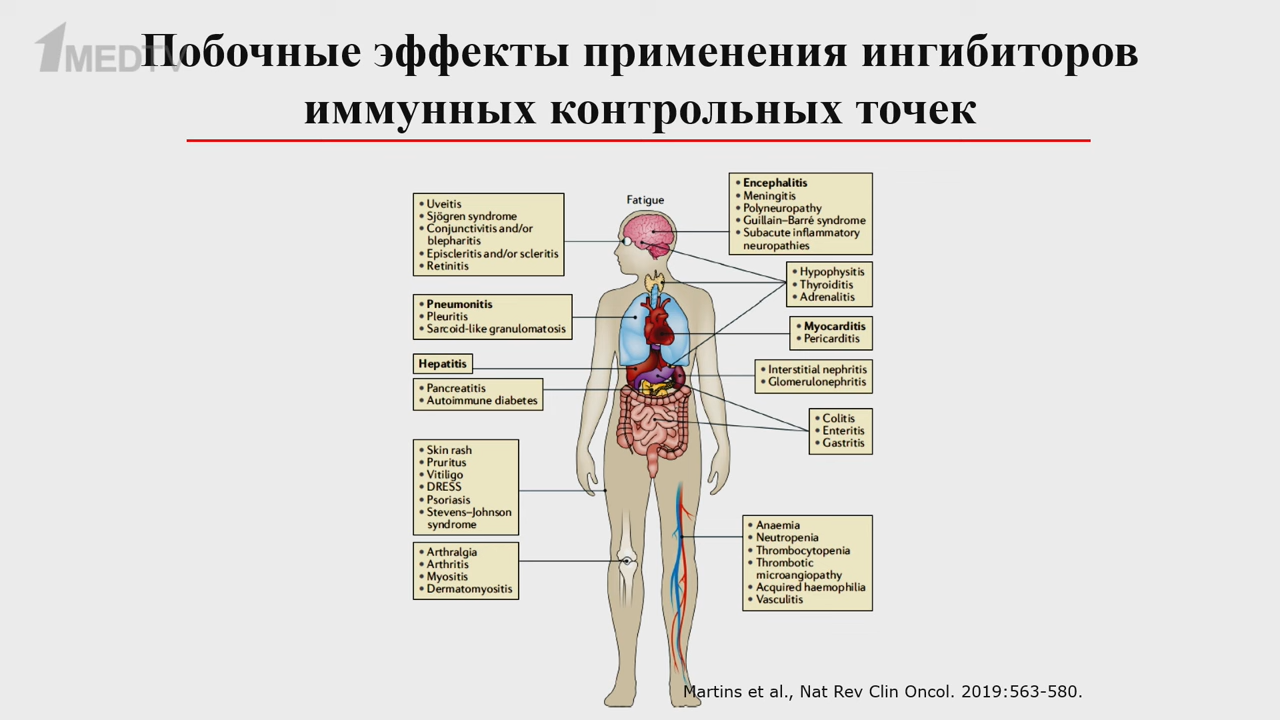 1MEDTV
Побочные эффекты применения ингибиторов
иммунных контрольных точек
Fatigue
• Uveitis
• Sjögren syndrome
• Conjunctivitis and/or
blepharitis
• Episcleritis and/or scleritis
• Retinitis
• Pneumonitis
• Pleuritis
• Sarcoid-like granulomatosis
Hepatitis
• Pancreatitis
• Autoimmune diabetes
• Skin rash
• Pruritus
• Vitiligo
• DRESS
• Psoriasis
• Stevens–Johnson
syndrome
• Arthralgia
• Arthritis
• Myositis
• Dermatomyositis
• Encephalitis
• Meningitis
• Polyneuropathy
• Guillain–Barré syndrome
• Subacute inflammatory
neuropathies
• Hypophysitis
• Thyroiditis
• Adrenalitis
• Myocarditis
• Pericarditis
• Interstitial nephritis
• Glomerulonephritis
• Colitis
• Enteritis
• Gastritis
• Anaemia
• Neutropenia
• Thrombocytopenia
• Thrombotic
microangiopathy
• Acquired haemophilia
• Vasculitis
Martins et al., Nat Rev Clin Oncol. 2019:563-580.